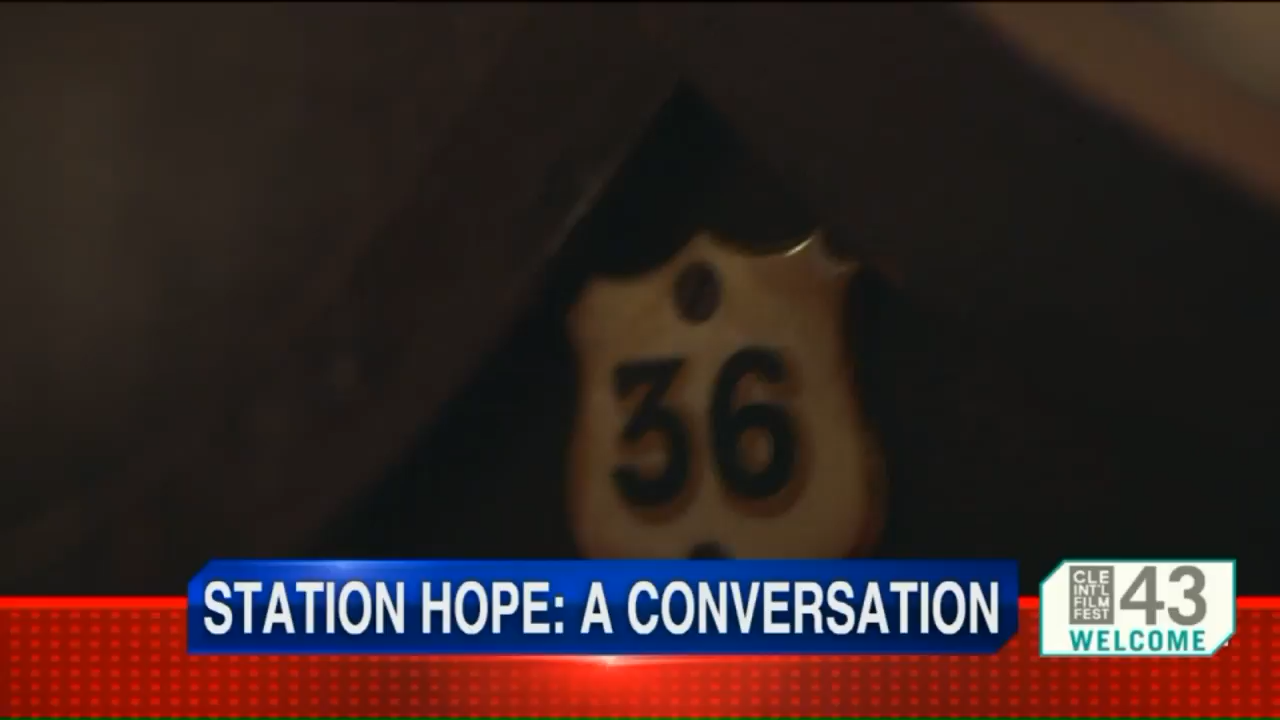 36
STATION HOPE: A CONVERSATION
CLE
INT'L
FILM
FEST
43
WELCOME